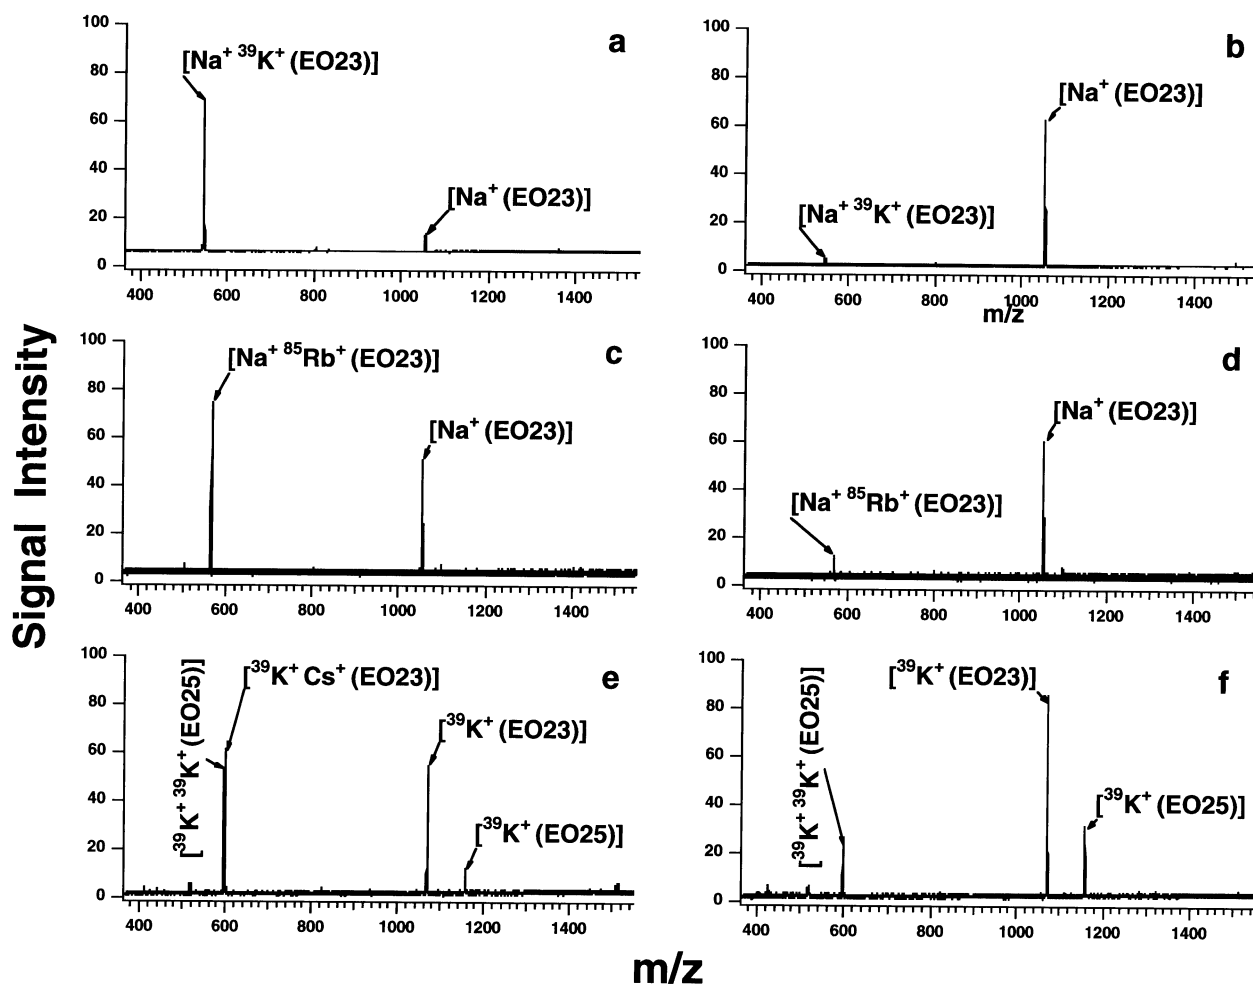 a
100
80
60
40
20
0
[Na⁺ ³⁹K⁺ (EO23)]
[Na⁺ (EO23)]
400 600 800 1000 1200 1400
b
100
80
60
40
20
0
[Na⁺ (EO23)]
[Na⁺ ³⁹K⁺ (EO23)]
400 600 800 1000 1200 1400
m/z
Signal Intensity
c
100
80
60
40
20
0
[Na⁺ ⁸⁵Rb⁺ (EO23)]
[Na⁺ (EO23)]
400 600 800 1000 1200 1400
d
100
80
60
40
20
0
[Na⁺ (EO23)]
[Na⁺ ⁸⁵Rb⁺ (EO23)]
400 600 800 1000 1200 1400
e
100
80
60
40
20
0
[³⁹K⁺ ³⁹K⁺ (EO25)]
[³⁹K⁺ Cs⁺ (EO23)]
[³⁹K⁺ (EO23)]
[³⁹K⁺ (EO25)]
400 600 800 1000 1200 1400
f
100
80
60
40
20
0
[³⁹K⁺ ³⁹K⁺ (EO25)]
[³⁹K⁺ (EO23)]
[³⁹K⁺ (EO25)]
400 600 800 1000 1200 1400
m/z